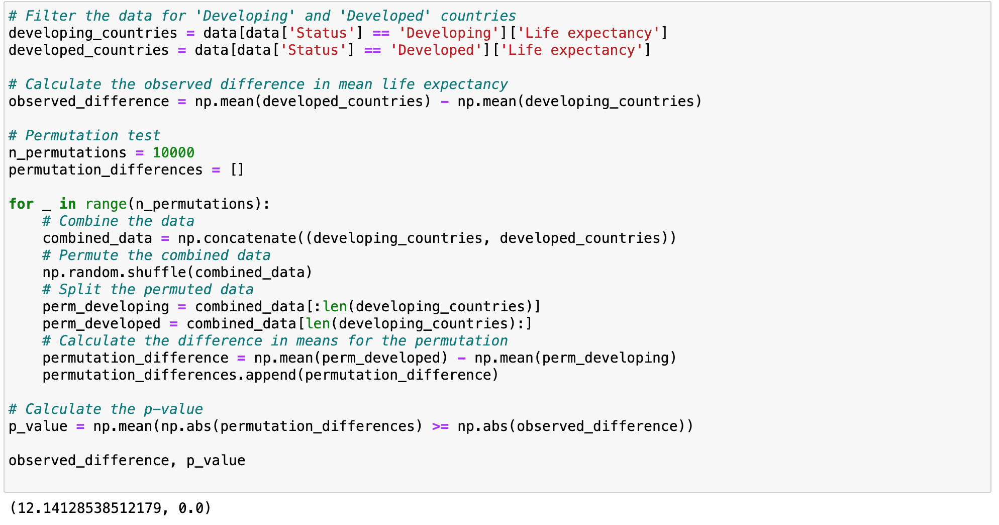 # Filter the data for 'Developing' and 'Developed' countries
developing_countries = data[data['Status'] == 'Developing']['Life expectancy']
developed_countries = data[data['Status'] == 'Developed']['Life expectancy']

# Calculate the observed difference in mean life expectancy
observed_difference = np.mean(developed_countries) - np.mean(developing_countries)

# Permutation test
n_permutations = 10000
permutation_differences = []

for _ in range(n_permutations):
    # Combine the data
    combined_data = np.concatenate((developing_countries, developed_countries))
    # Permute the combined data
    np.random.shuffle(combined_data)
    # Split the permuted data
    perm_developing = combined_data[:len(developing_countries)]
    perm_developed = combined_data[len(developing_countries):]
    # Calculate the difference in means for the permutation
    permutation_difference = np.mean(perm_developed) - np.mean(perm_developing)
    permutation_differences.append(permutation_difference)

# Calculate the p-value
p_value = np.mean(np.abs(permutation_differences) >= np.abs(observed_difference))

observed_difference, p_value

(12.14128538512179, 0.0)